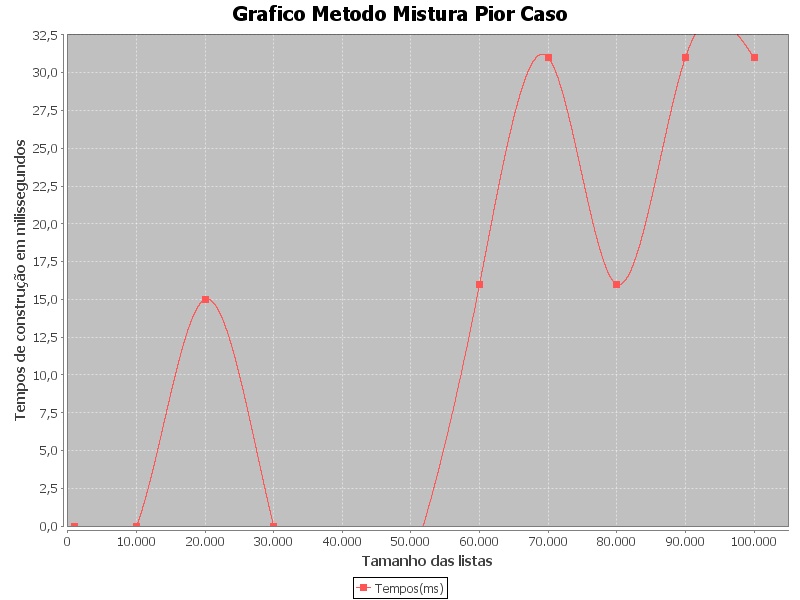 Grafico Metodo Mistura Pior Caso
Tempos de construção em milissegundos
32,5
30,0
27,5
25,0
22,5
20,0
17,5
15,0
12,5
10,0
7,5
5,0
2,5
0,0
0 10.000 20.000 30.000 40.000 50.000 60.000 70.000 80.000 90.000 100.000
Tamanho das listas
Tempos(ms)